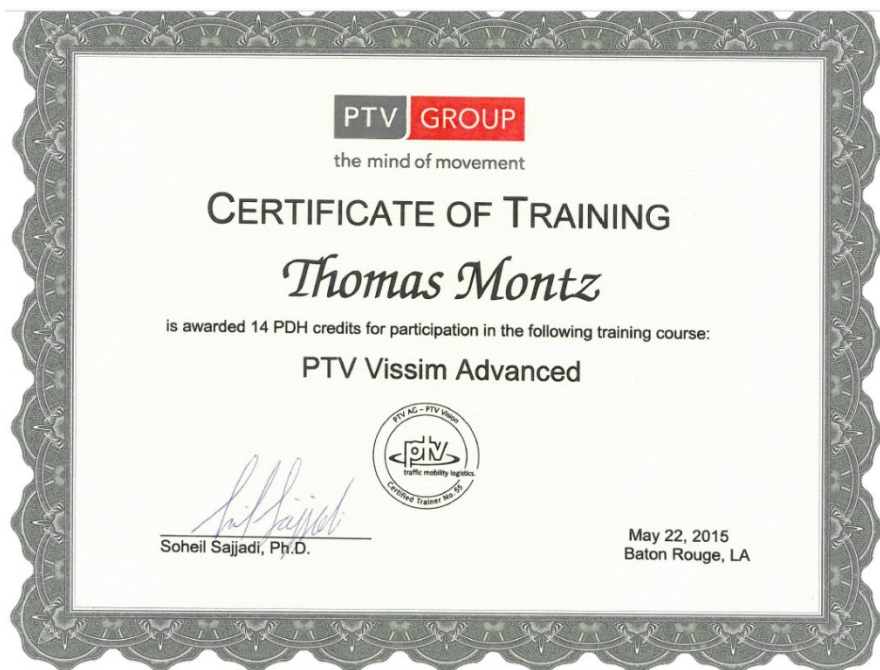 PTV GROUP
the mind of movement
CERTIFICATE OF TRAINING
Thomas Montz
is awarded 14 PDH credits for participation in the following training course:
PTV Vissim Advanced
PTV AG – PTV Vision
ptv
traffic mobility logistics.
Certified Trainer No. 55
Soheil Sajjadi, Ph.D.
May 22, 2015
Baton Rouge, LA